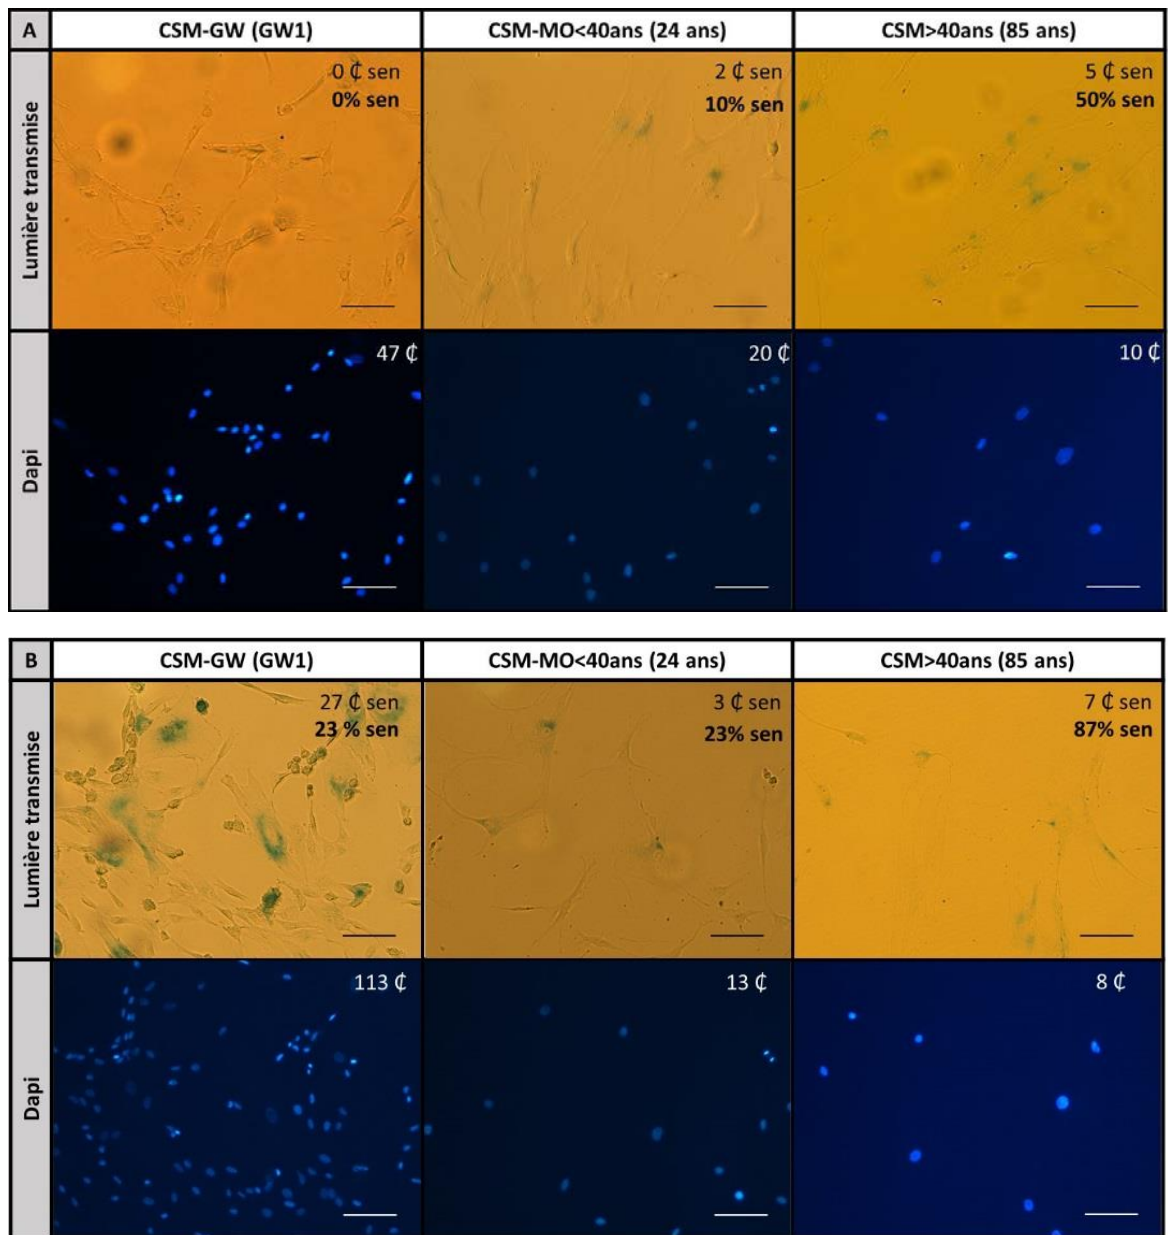 A
CSM-GW (GW1)
CSM-MO<40ans (24 ans)
CSM>40ans (85 ans)
Lumière transmise
0 ₵ sen
0% sen
2 ₵ sen
10% sen
5 ₵ sen
50% sen
Dapi
47 ₵
20 ₵
10 ₵
B
CSM-GW (GW1)
CSM-MO<40ans (24 ans)
CSM>40ans (85 ans)
Lumière transmise
27 ₵ sen
23 % sen
3 ₵ sen
23% sen
7 ₵ sen
87% sen
Dapi
113 ₵
13 ₵
8 ₵